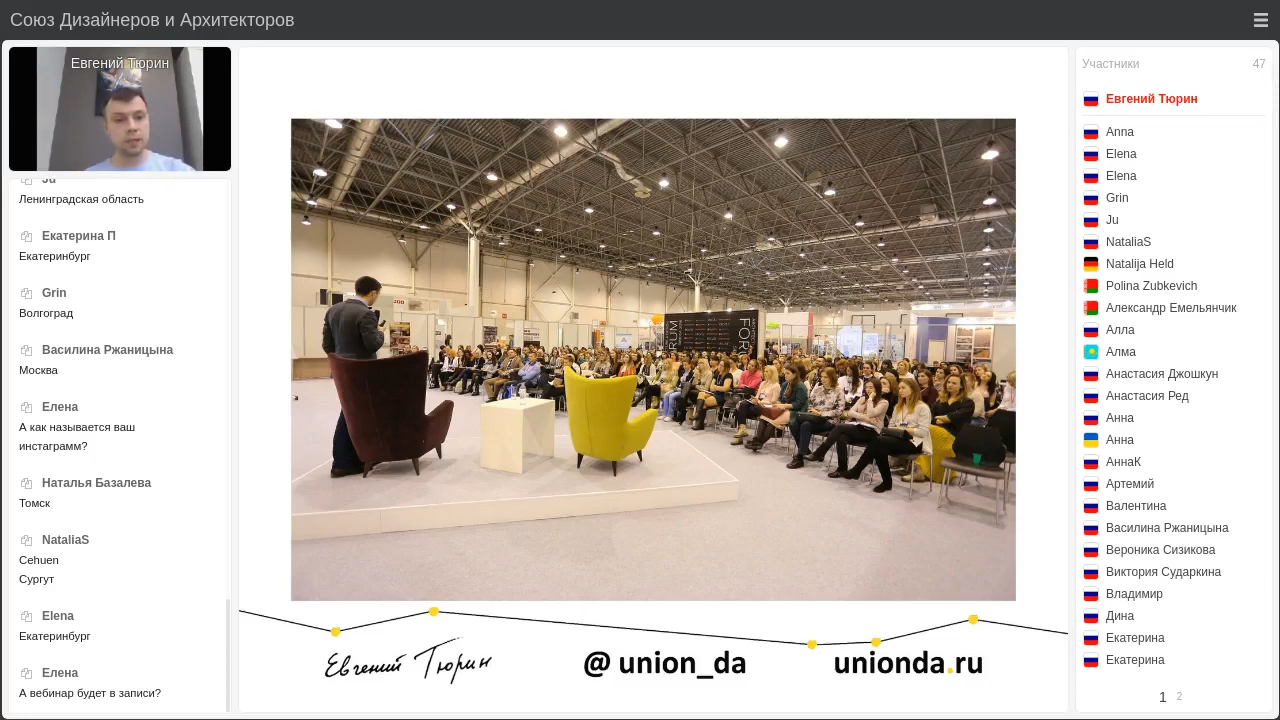 Союз Дизайнеров и Архитекторов
Евгений Тюрин
Ju
Ленинградская область
Екатерина П
Екатеринбург
Grin
Волгоград
Василина Ржаницына
Москва
Елена
А как называется ваш
инстаграмм?
Наталья Базалева
Томск
NataliaS
Cehuen
Сургут
Elena
Екатеринбург
Елена
А вебинар будет в записи?
FORUM
Евгений Тюрин
@ union_da
unionda.ru
Участники 47
Евгений Тюрин
Anna
Elena
Elena
Grin
Ju
NataliaS
Natalija Held
Polina Zubkevich
Александр Емельянчик
Алла
Алма
Анастасия Джошкун
Анастасия Ред
Анна
Анна
АннаК
Артемий
Валентина
Василина Ржаницына
Вероника Сизикова
Виктория Сударкина
Владимир
Дина
Екатерина
Екатерина
1 2